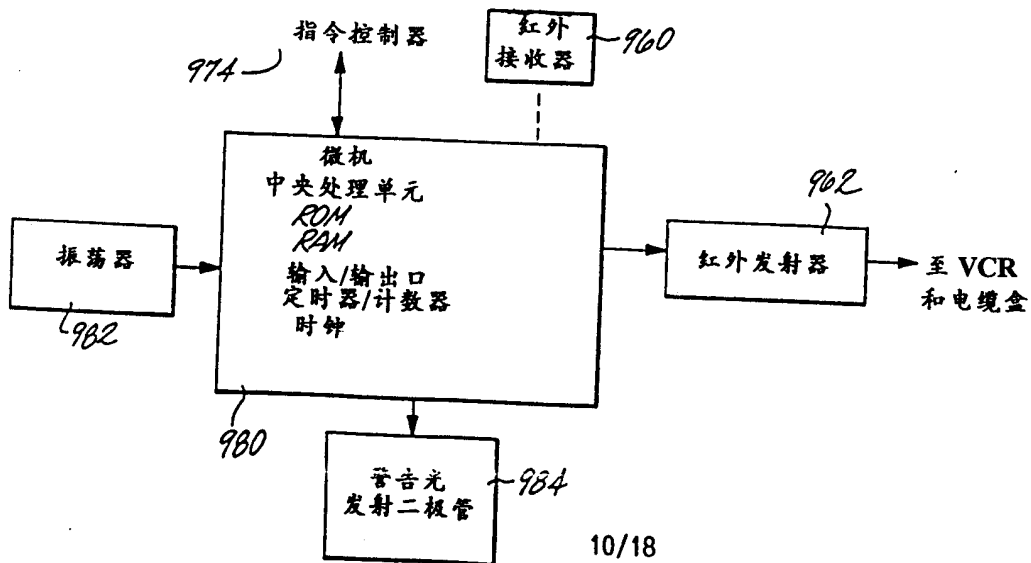 指令控制器
974
红外
接收器
960
微机
中央处理单元
ROM
RAM
输入/输出口
定时器/计数器
时钟
振荡器
982
962
红外发射器
至 VCR
和电缆盒
980
警告光
发射二极管
984
10/18